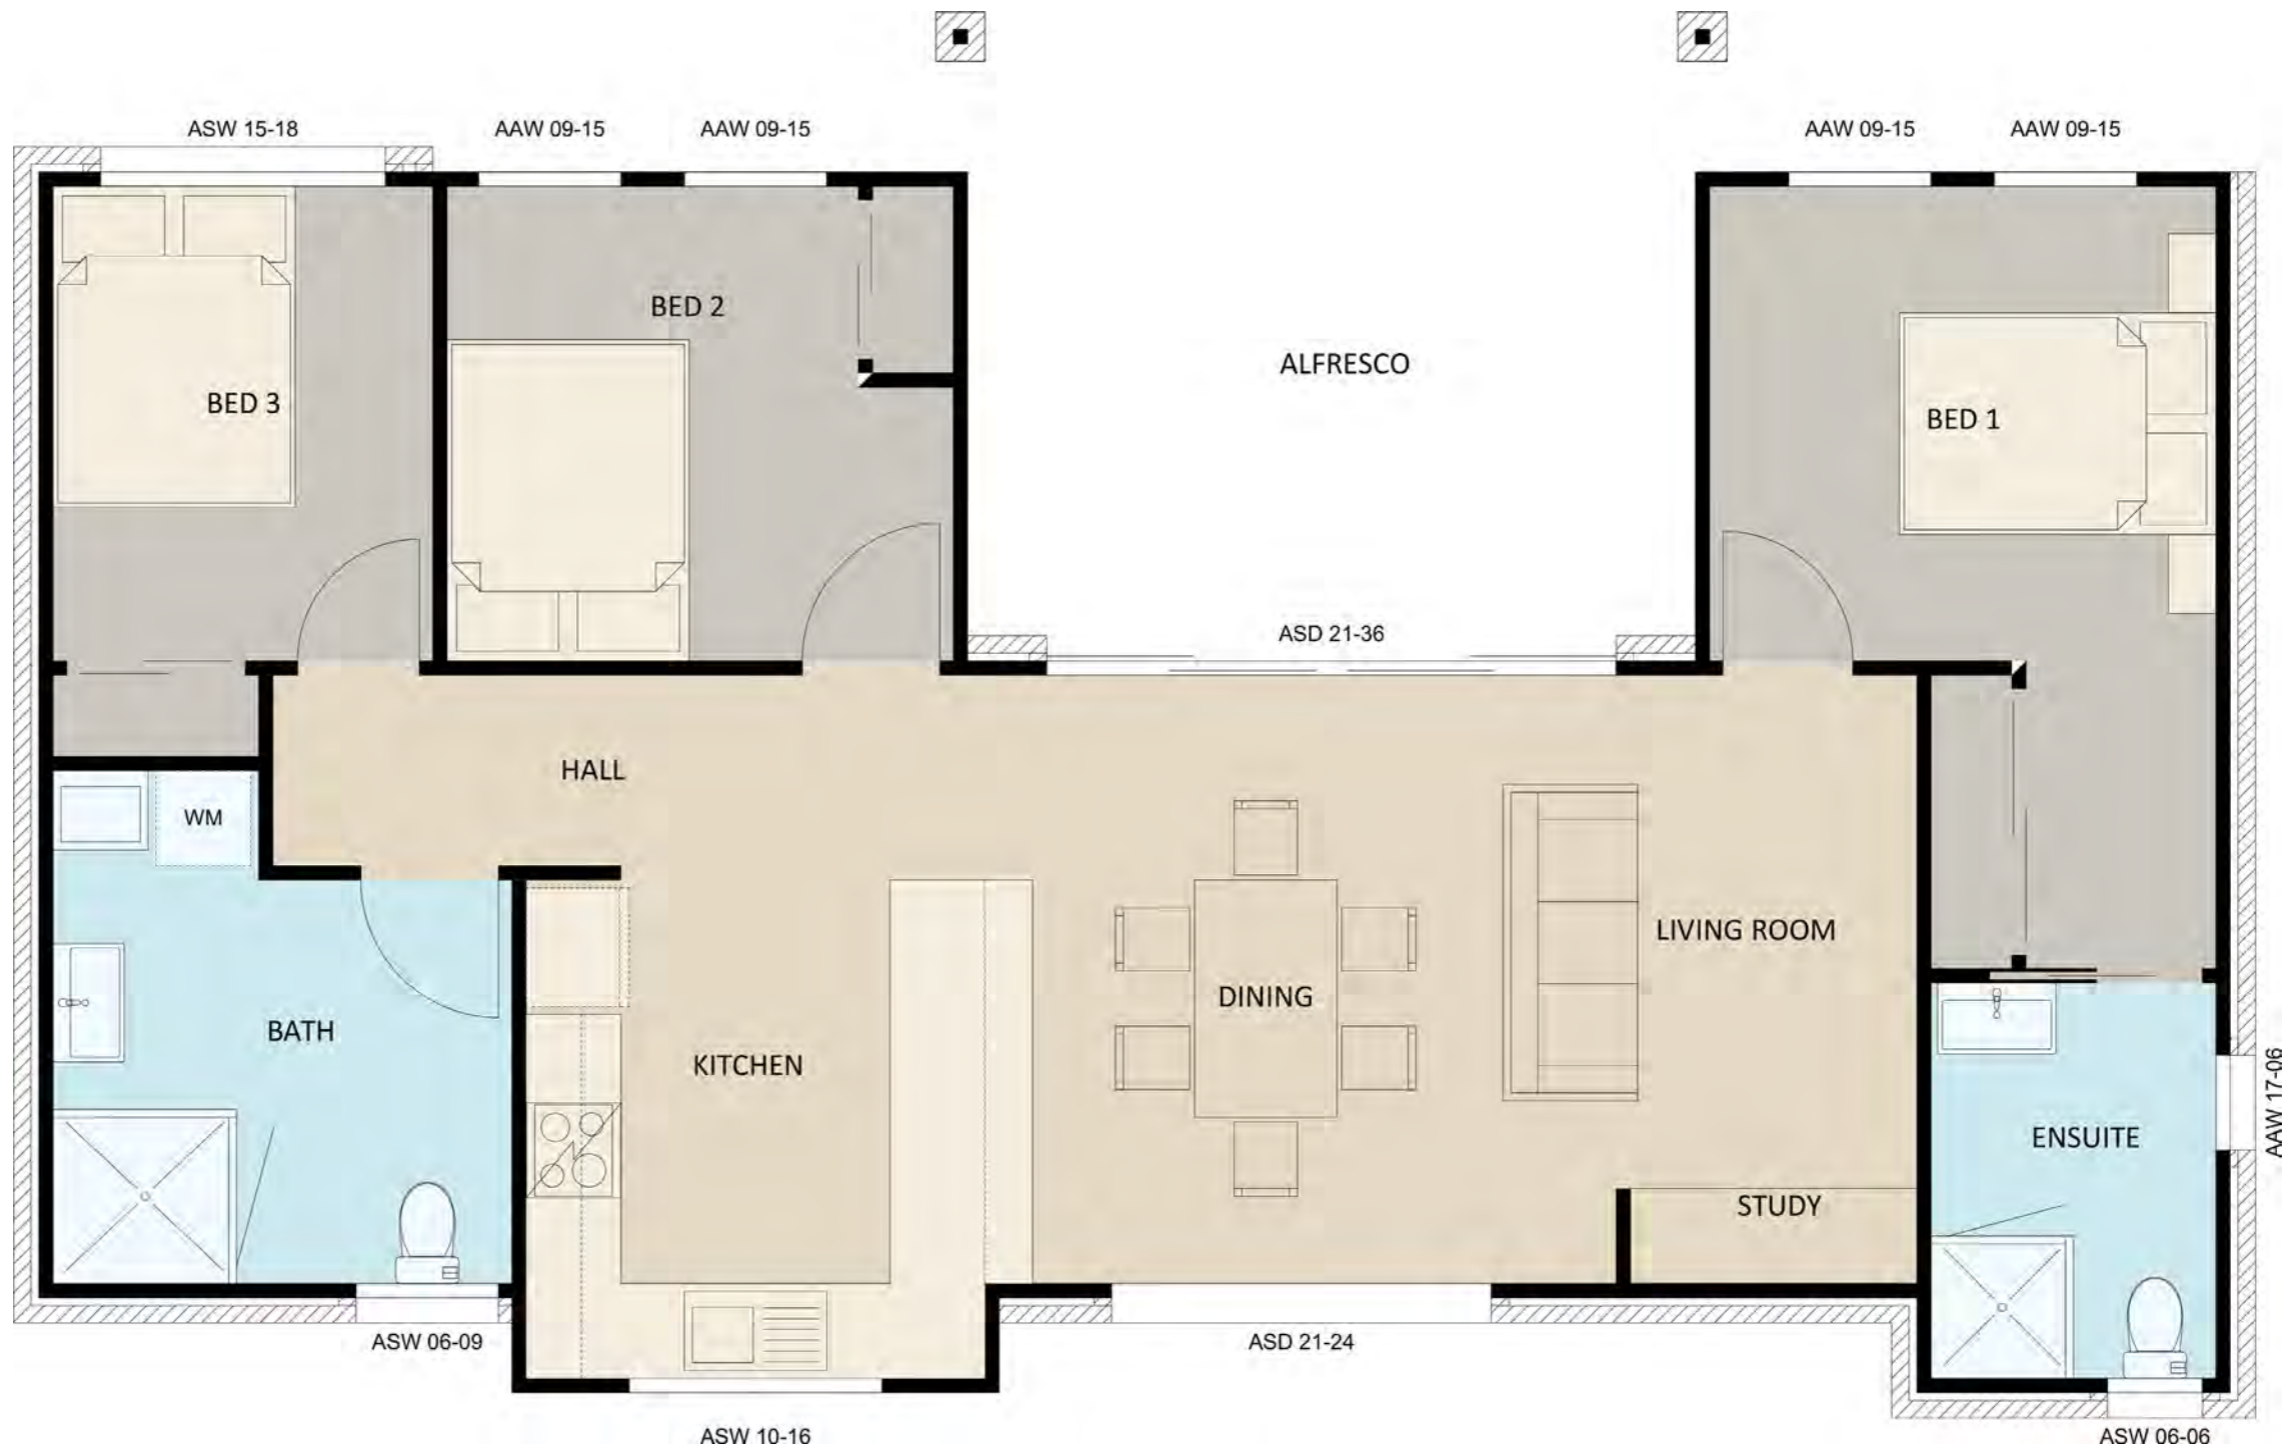 ASW 15-18
AAW 09-15
AAW 09-15
AAW 09-15
AAW 09-15
BED 2
ALFRESCO
BED 3
BED 1
ASD 21-36
HALL
WM
LIVING ROOM
DINING
BATH
KITCHEN
AAW 17-06
ENSUITE
STUDY
ASW 06-09
ASD 21-24
ASW 10-16
ASW 06-06